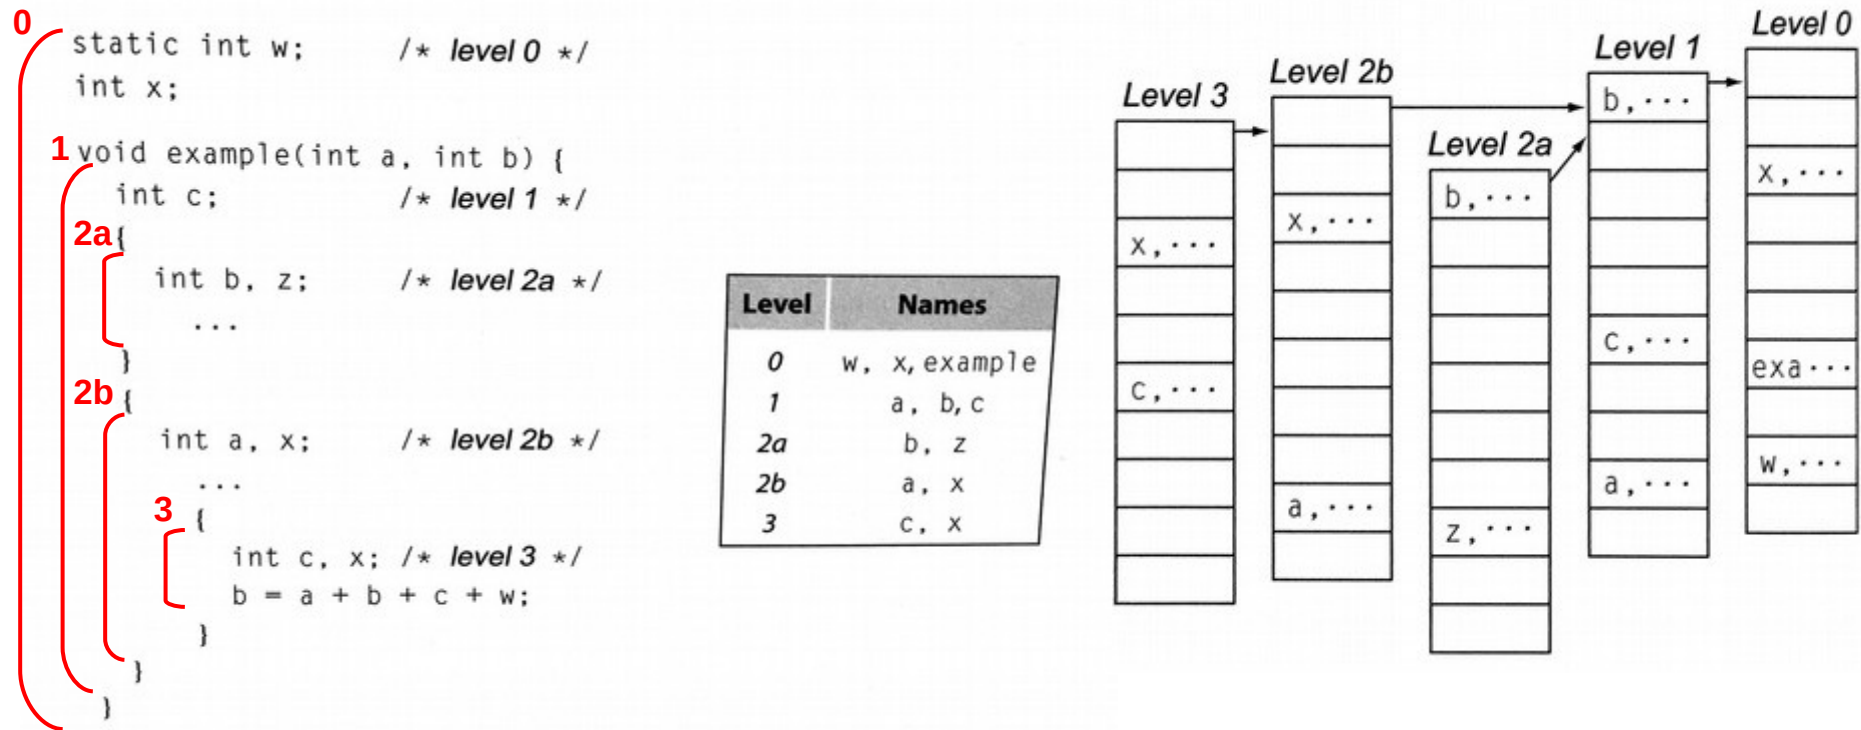 0
static int w; /* level 0 */
int x;
1 void example(int a, int b) {
int c; /* level 1 */
2a {
int b, z; /* level 2a */
...
}
2b {
int a, x; /* level 2b */
...
3 {
int c, x; /* level 3 */
b = a + b + c + w;
}
}
}
Level Names
0 w, x, example
1 a, b, c
2a b, z
2b a, x
3 c, x
Level 3
x, ...
c, ...
Level 2b
x, ...
a, ...
Level 2a
b, ...
z, ...
Level 1
b, ...
c, ...
a, ...
Level 0
x, ...
exa...
w, ...